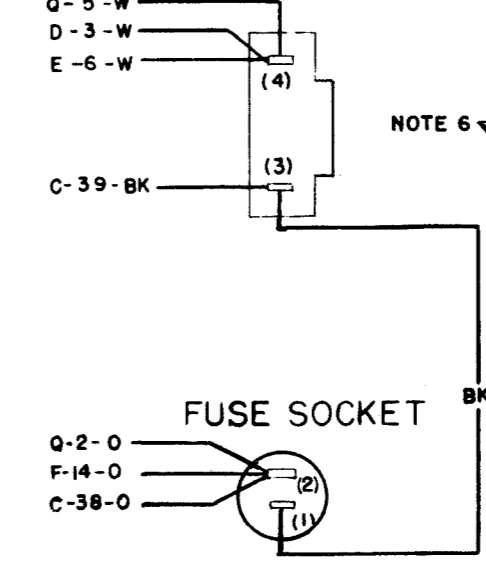 Q-5-W
D-3-W
E-6-W
(4)
NOTE 6
(3)
C-39-BK
BK
FUSE SOCKET
Q-2-O
F-14-O
(2)
C-38-O
(1)